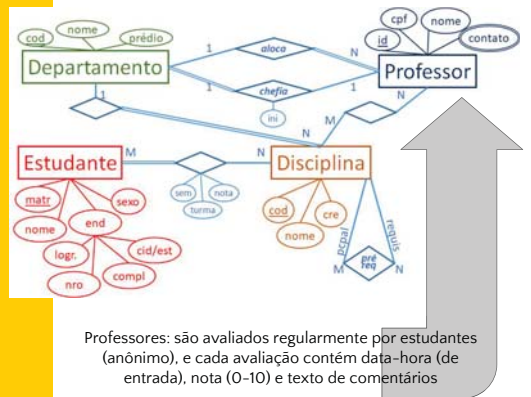 cod
nome
prédio
Departamento
1
aloca
N
1
chefia
1
ini
cpf
nome
id
contato
Professor
1
N
M
N
Estudante
M
N
Disciplina
matr
nome
end
sexo
logr.
nro
compl
cid/est
sem
nota
turma
cod
nome
cre
pcpal
requis
M
pré
req
N
Professores: são avaliados regularmente por estudantes
(anônimo), e cada avaliação contém data-hora (de
entrada), nota (0-10) e texto de comentários